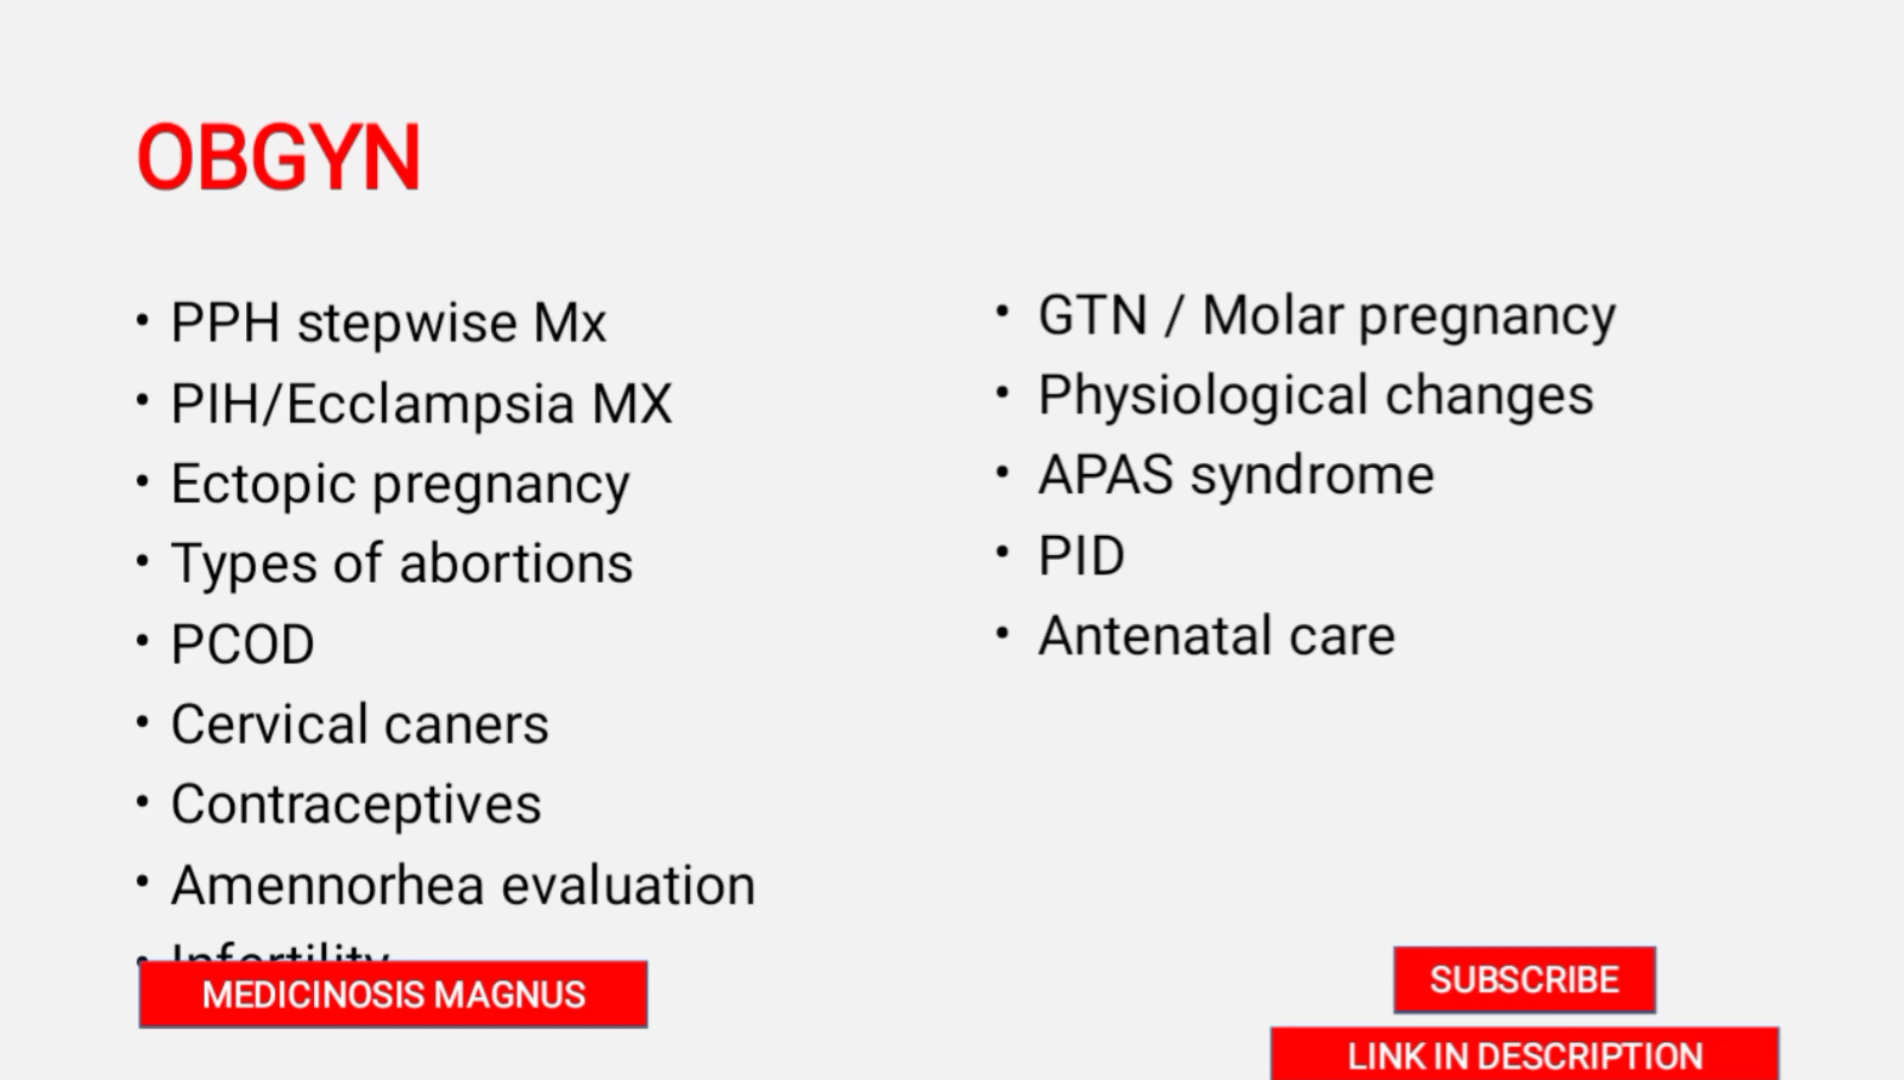 OBGYN
• PPH stepwise Mx
• PIH/Ecclampsia MX
• Ectopic pregnancy
• Types of abortions
• PCOD
• Cervical caners
• Contraceptives
• Amennorhea evaluation
• Infertility
• GTN / Molar pregnancy
• Physiological changes
• APAS syndrome
• PID
• Antenatal care
MEDICINOSIS MAGNUS
SUBSCRIBE
LINK IN DESCRIPTION